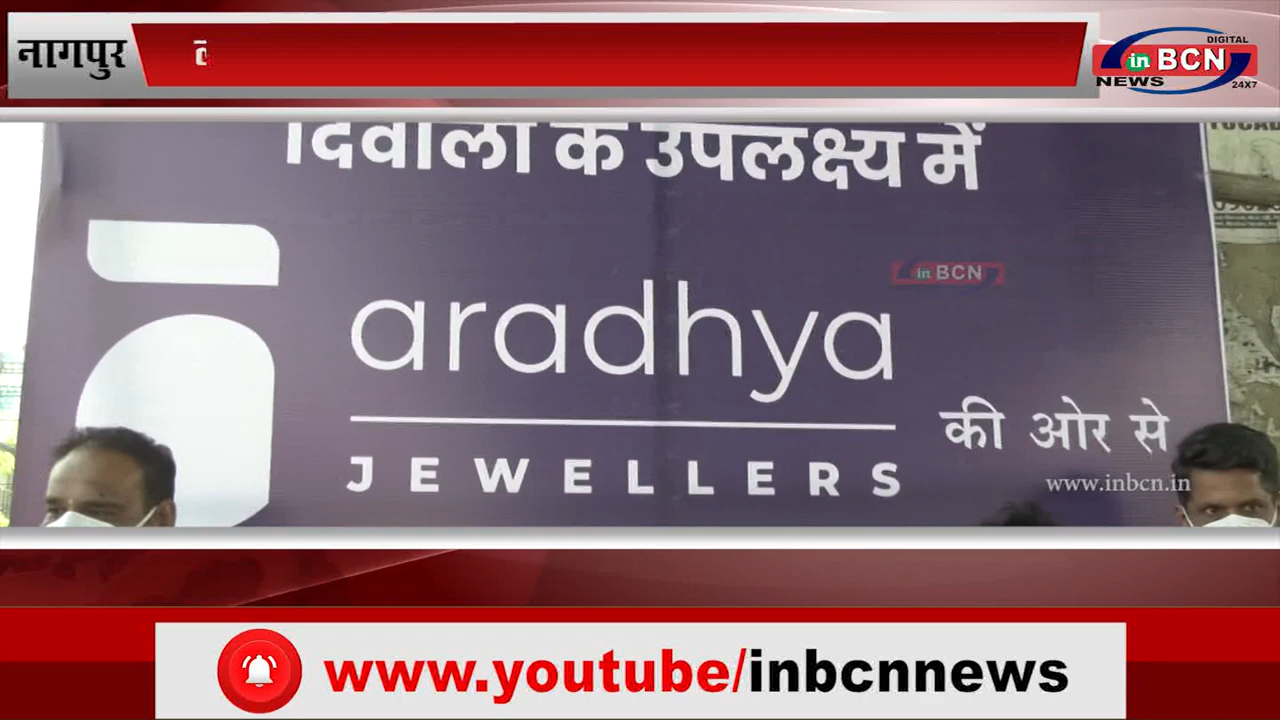 नागपुर
DIGITAL
in BCN
NEWS 24X7
दिवाली के उपलक्ष्य में
in BCN
aradhya
JEWELLERS
की ओर से
www.inbcn.in
www.youtube/inbcnnews